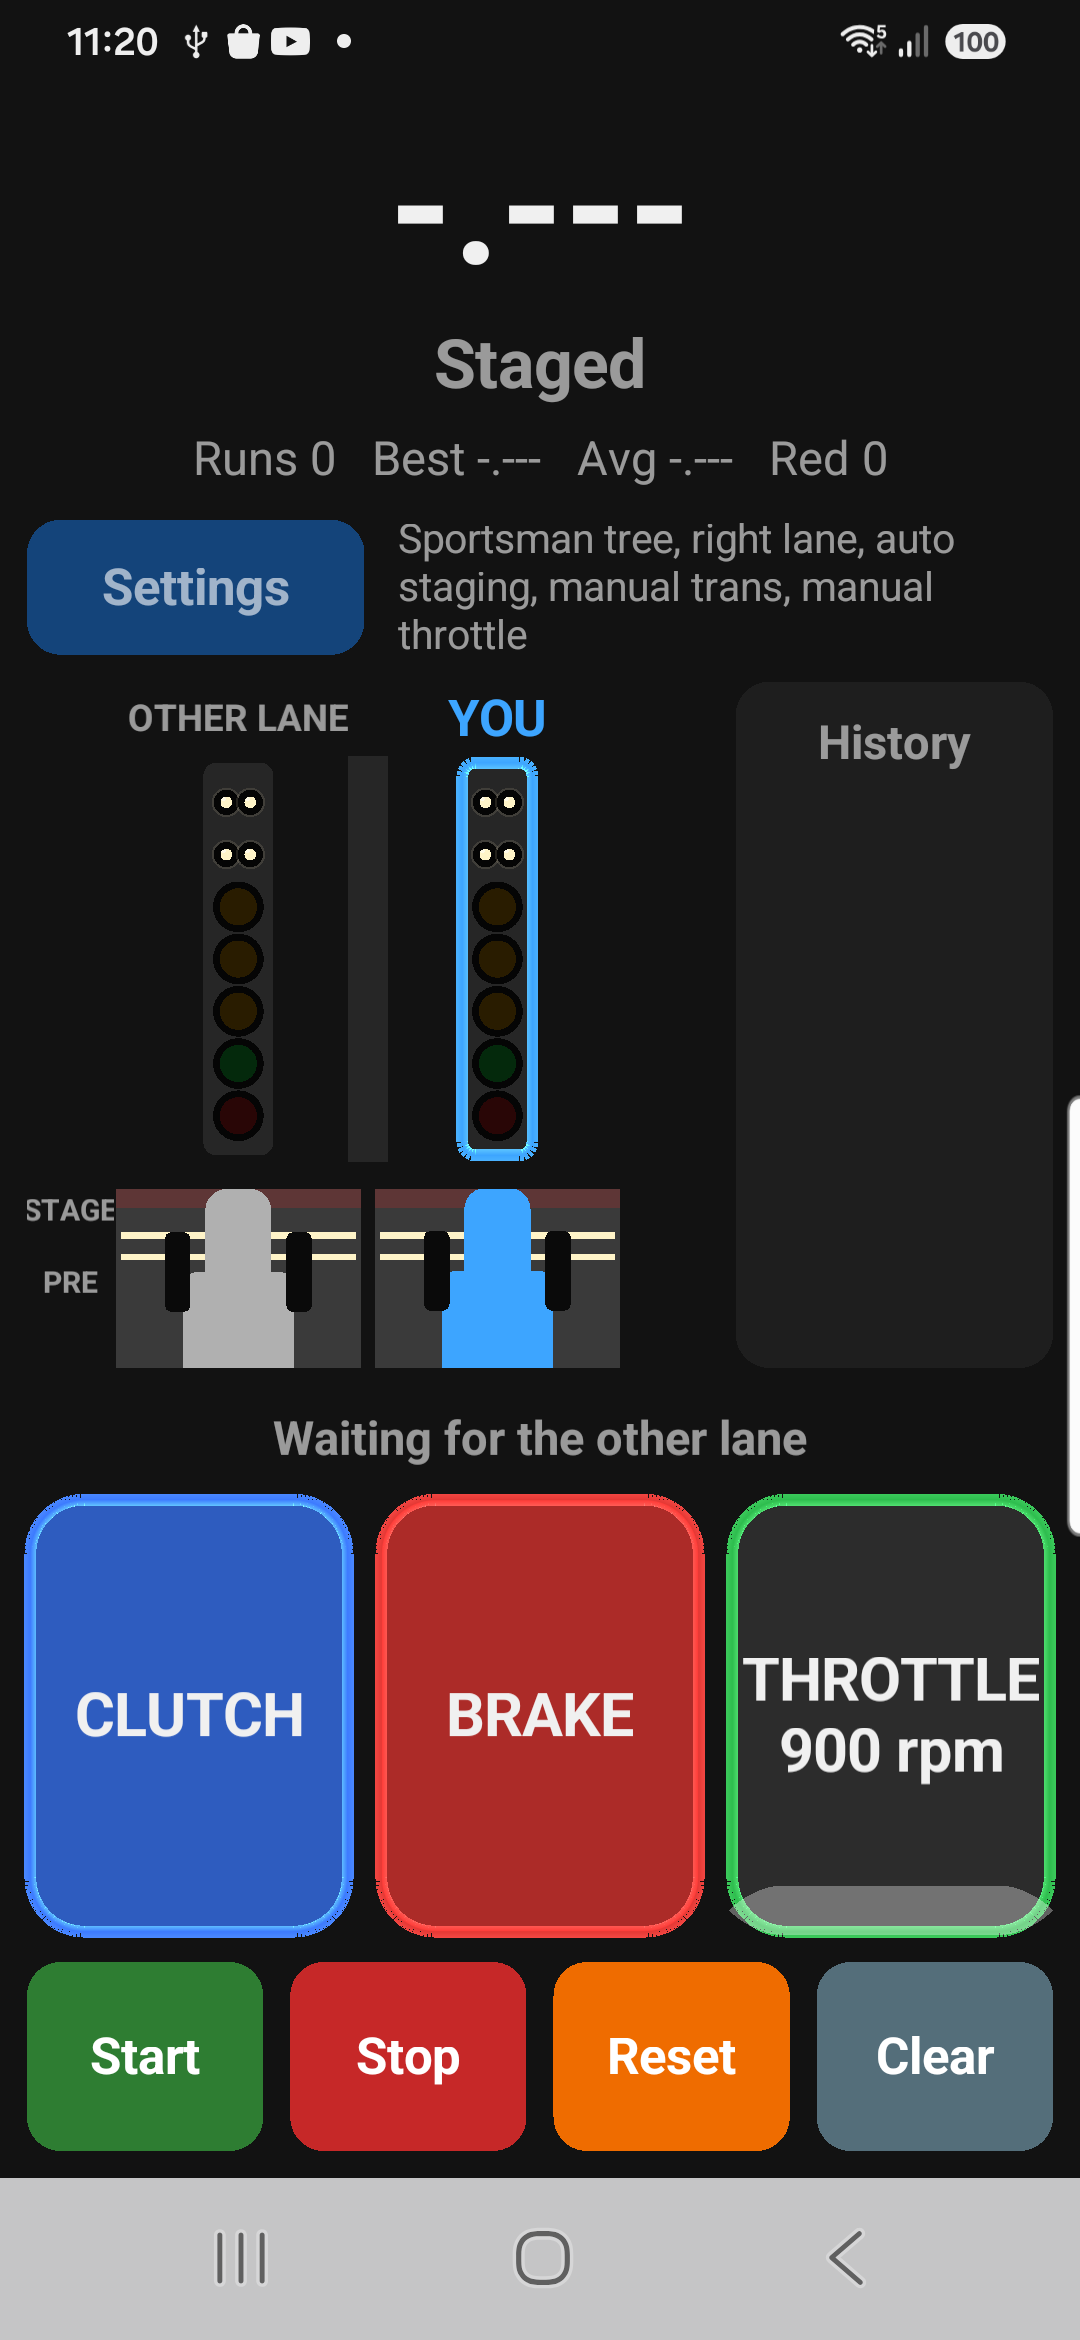 11:20
5
100
-.---
Staged
Runs 0 Best -.--- Avg -.--- Red 0
Settings
Sportsman tree, right lane, auto
staging, manual trans, manual
throttle
OTHER LANE
YOU
History
STAGE
PRE
Waiting for the other lane
CLUTCH
BRAKE
THROTTLE
900 rpm
Start
Stop
Reset
Clear